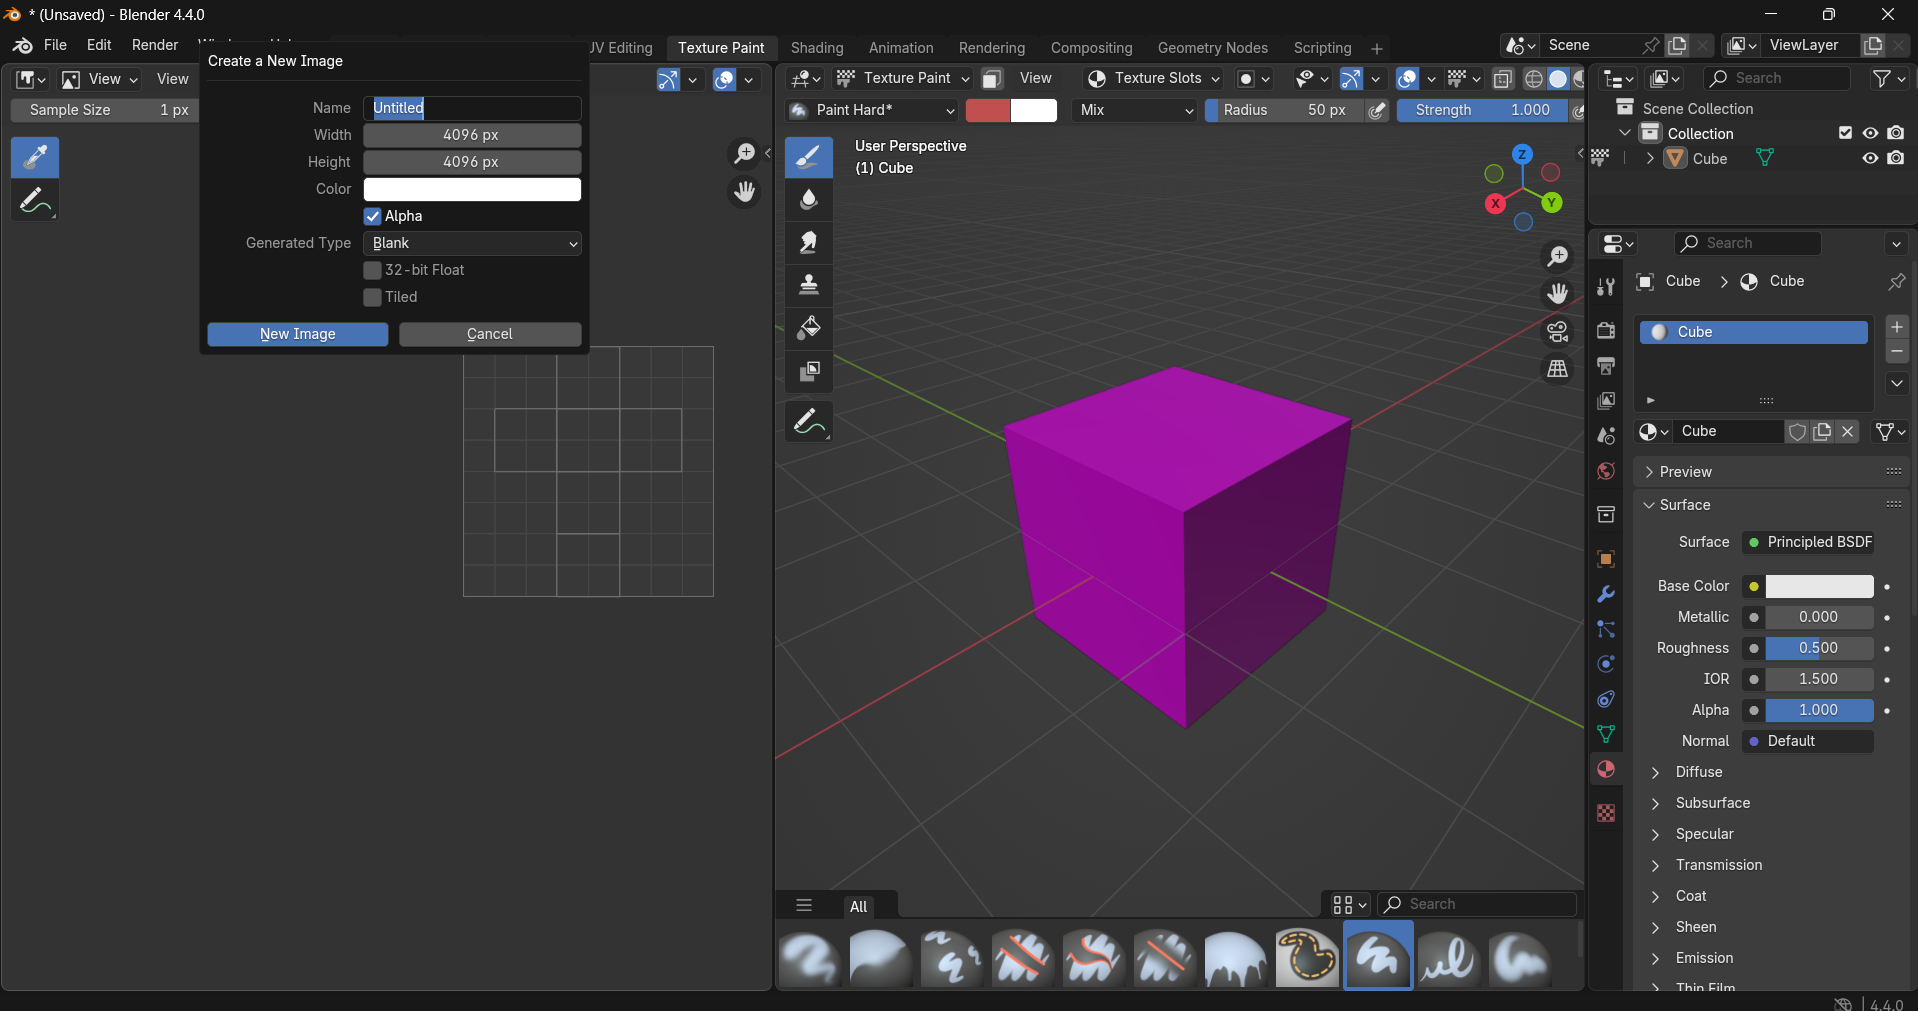 * (Unsaved) - Blender 4.4.0
File Edit Render
UV Editing Texture Paint Shading Animation Rendering Compositing Geometry Nodes Scripting +
Scene
ViewLayer
Create a New Image
Name Untitled
Width 4096 px
Height 4096 px
Color
Alpha
Generated Type Blank
32-bit Float
Tiled
New Image Cancel
View View
Sample Size 1 px
Texture Paint View Texture Slots
Paint Hard* Mix Radius 50 px Strength 1.000
User Perspective
(1) Cube
Z
X Y
All
Search
Search
Scene Collection
Collection
Cube
Search
Cube > Cube
Cube
Cube
Preview
Surface
Surface Principled BSDF
Base Color
Metallic 0.000
Roughness 0.500
IOR 1.500
Alpha 1.000
Normal Default
Diffuse
Subsurface
Specular
Transmission
Coat
Sheen
Emission
Thin Film
4.4.0